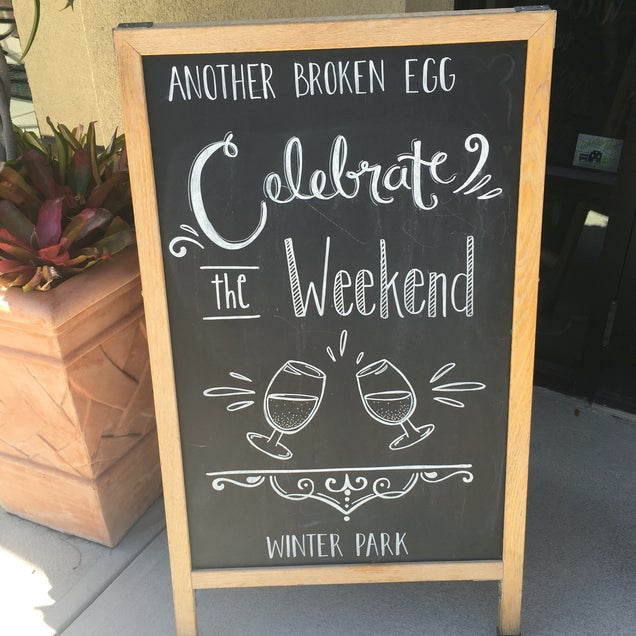 ANOTHER BROKEN EGG
Celebrate
the Weekend
WINTER PARK